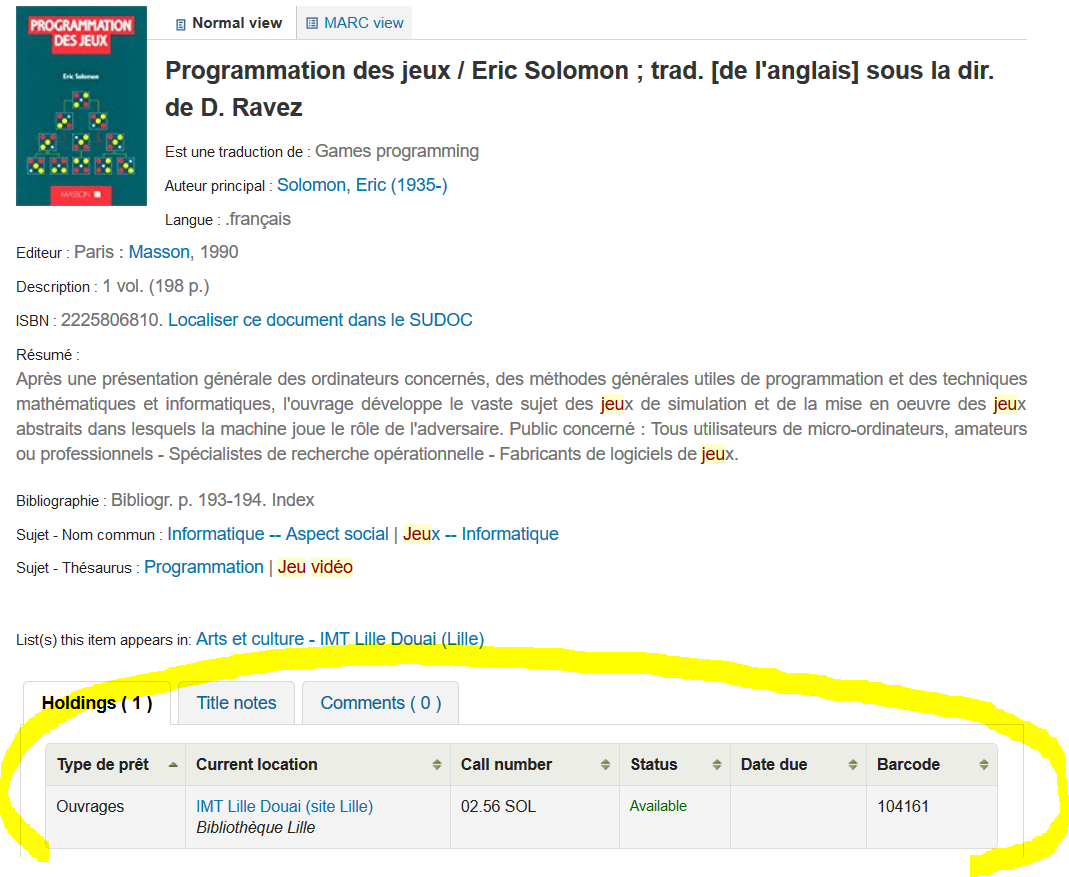 PROGRAMMATION
DES JEUX
Eric Solomon
MASSON
Normal view
MARC view
Programmation des jeux / Eric Solomon ; trad. [de l'anglais] sous la dir.
de D. Ravez
Est une traduction de : Games programming
Auteur principal : Solomon, Eric (1935-)
Langue : .français
Editeur : Paris : Masson, 1990
Description : 1 vol. (198 p.)
ISBN : 2225806810. Localiser ce document dans le SUDOC
Résumé :
Après une présentation générale des ordinateurs concernés, des méthodes générales utiles de programmation et des techniques
mathématiques et informatiques, l'ouvrage développe le vaste sujet des jeux de simulation et de la mise en oeuvre des jeux
abstraits dans lesquels la machine joue le rôle de l'adversaire. Public concerné : Tous utilisateurs de micro-ordinateurs, amateurs
ou professionnels - Spécialistes de recherche opérationnelle - Fabricants de logiciels de jeux.
Bibliographie : Bibliogr. p. 193-194. Index
Sujet - Nom commun : Informatique -- Aspect social | Jeux -- Informatique
Sujet - Thésaurus : Programmation | Jeu vidéo
List(s) this item appears in: Arts et culture - IMT Lille Douai (Lille)
Holdings ( 1 ) Title notes Comments ( 0 )
Type de prêt Current location Call number Status Date due Barcode
Ouvrages IMT Lille Douai (site Lille) 02.56 SOL Available 104161
Bibliothèque Lille